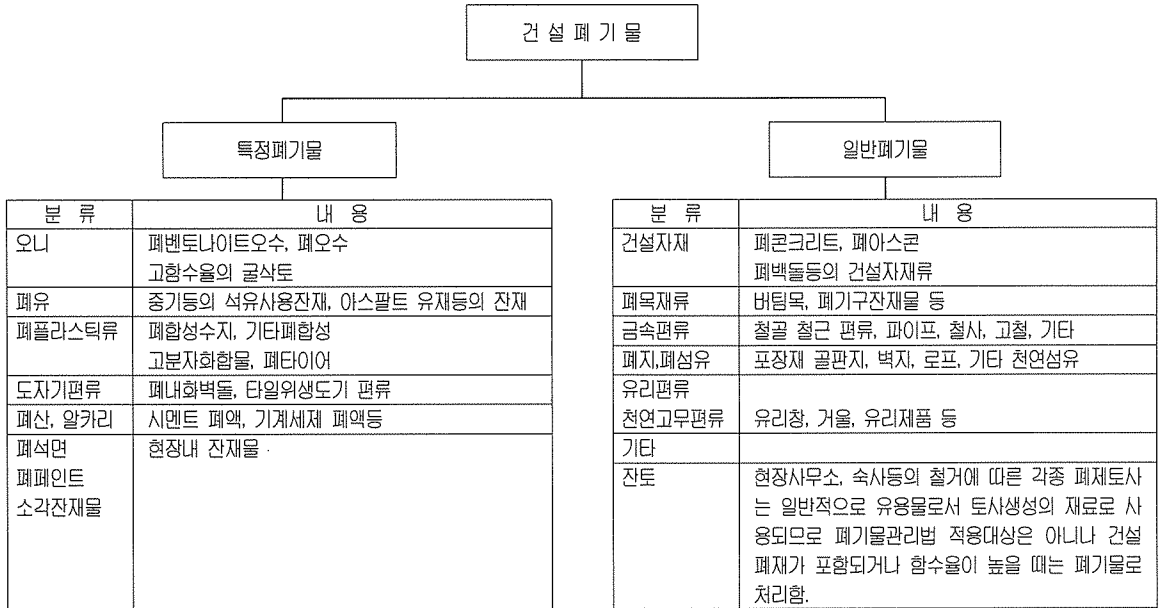 건 설 폐 기 물
특정폐기물
분 류 내 용
오니 폐벤토나이트오수, 폐오수
고함수율의 굴삭토
폐유 중기등의 석유사용잔재, 아스팔트 유재등의 잔재
폐플라스틱류 폐합성수지, 기타폐합성
고분자화합물, 폐타이어
도자기편류 폐내화벽돌, 타일위생도기 편류
폐산, 알카리 시멘트 폐액, 기계세제 폐액등
폐석면 현장내 잔재물
폐페인트
소각잔재물
일반폐기물
분 류 내 용
건설자재 폐콘크리트, 폐아스콘
폐백돌등의 건설자재류
폐목재류 버팀목, 폐기구잔재물 등
금속편류 철골 철근 편류, 파이프, 철사, 고철, 기타
폐지,폐섬유 포장재 골판지, 벽지, 로프, 기타 천연섬유
유리편류
천연고무편류 유리창, 거울, 유리제품 등
기타
잔토 현장사무소, 숙사등의 철거에 따른 각종 폐제토사
는 일반적으로 유용물로서 토사생성의 재료로 사
용되므로 폐기물관리법 적용대상은 아니나 건설
폐재가 포함되거나 함수율이 높을 때는 폐기물로
처리함.